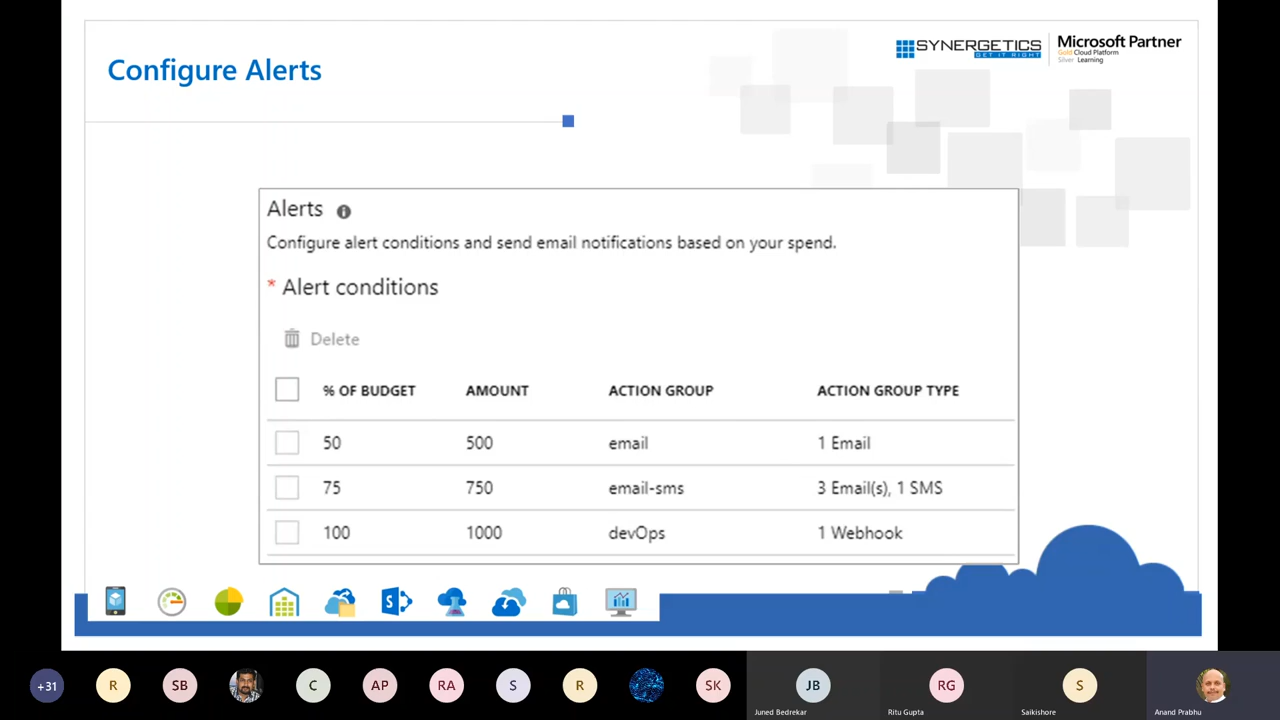 Configure Alerts
SYNERGETICS
GET IT RIGHT
Microsoft Partner
Gold Cloud Platform
Silver Learning
Alerts
Configure alert conditions and send email notifications based on your spend.
* Alert conditions
Delete
% OF BUDGET AMOUNT ACTION GROUP ACTION GROUP TYPE
50 500 email 1 Email
75 750 email-sms 3 Email(s), 1 SMS
100 1000 devOps 1 Webhook
S
+31 R SB C AP RA S R SK JB RG S
Juned Bedrekar Ritu Gupta Saikishore Anand Prabhu